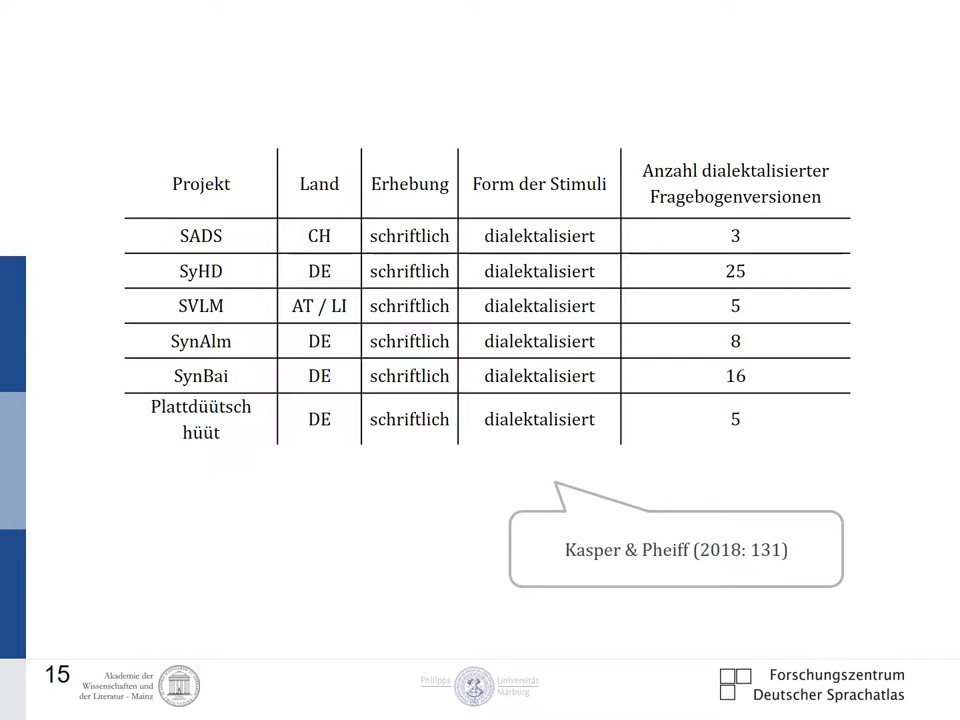 Projekt Land Erhebung Form der Stimuli Anzahl dialektalisierter
Fragebogenversionen
SADS CH schriftlich dialektalisiert 3
SyHD DE schriftlich dialektalisiert 25
SVLM AT / LI schriftlich dialektalisiert 5
SynAlm DE schriftlich dialektalisiert 8
SynBai DE schriftlich dialektalisiert 16
Plattdüütsch
hüüt DE schriftlich dialektalisiert 5
Kasper & Pheiff (2018: 131)
15
Akademie der
Wissenschaften und
der Literatur - Mainz
Philipps Universität
Marburg
Forschungszentrum
Deutscher Sprachatlas